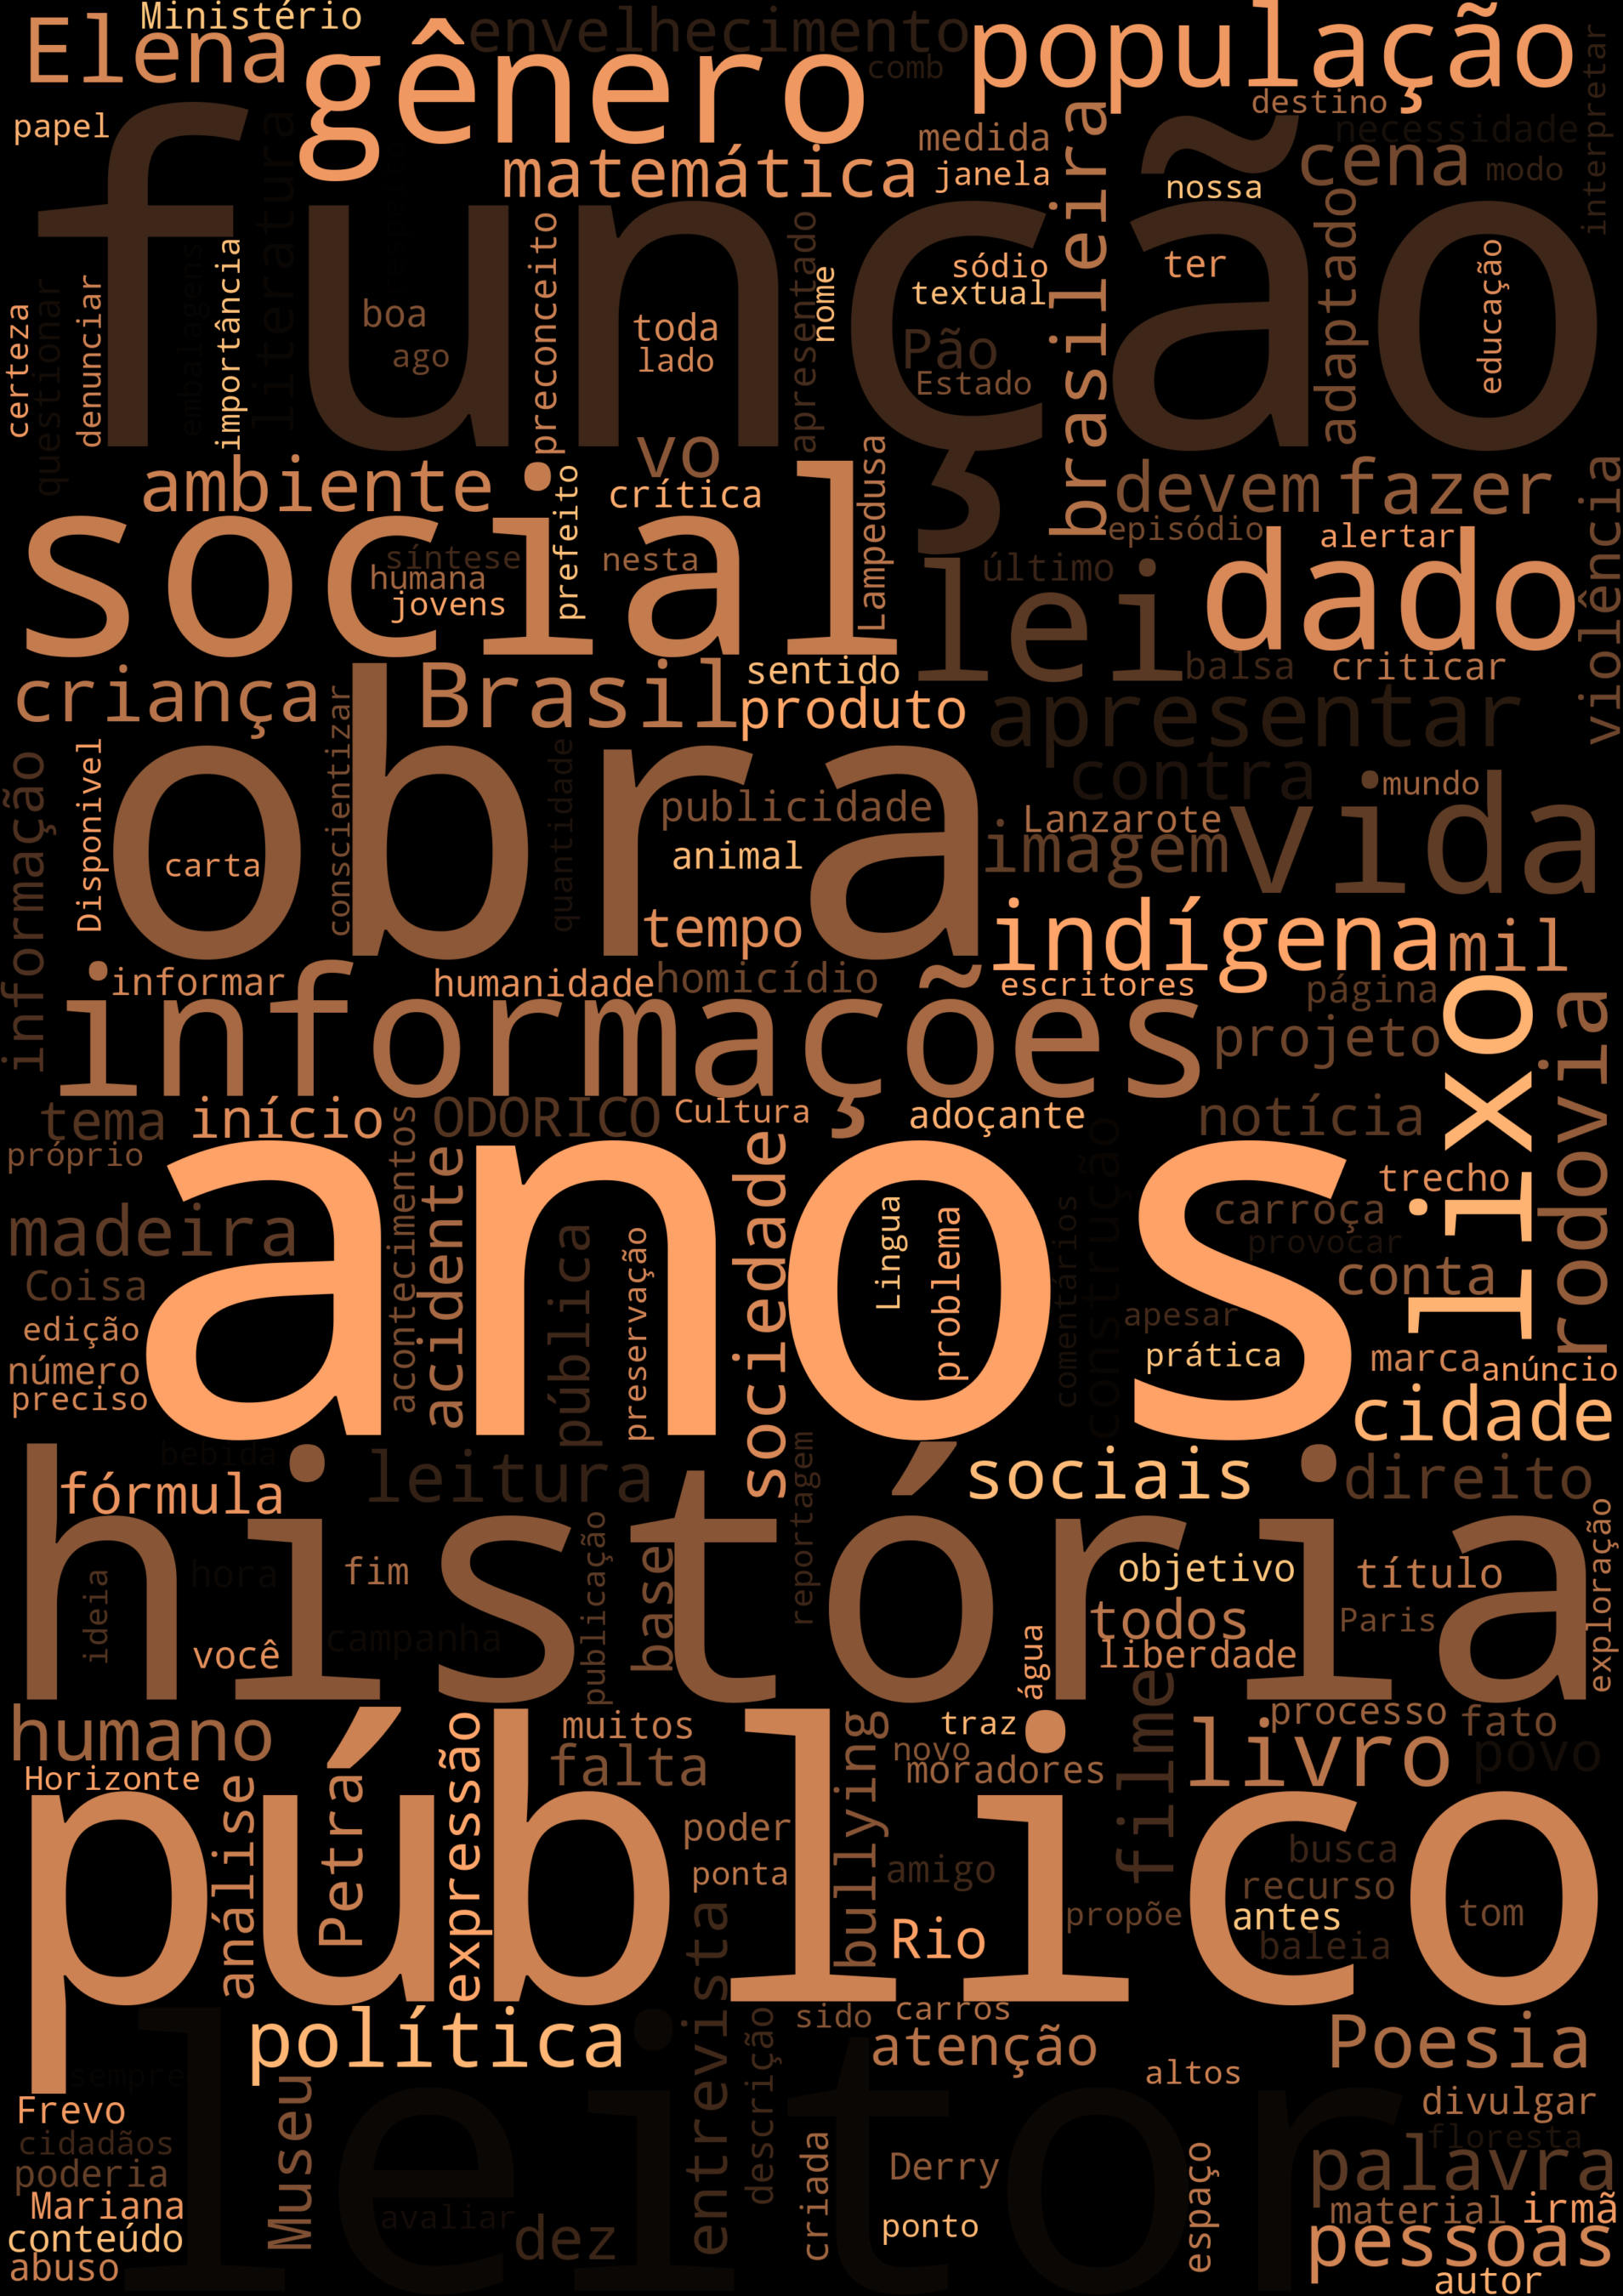 Ministério
Elena
gênero
envelhecimento
comb
população
destino
interpretar
papel
matemática
medida
janela
nossa
necessidade
cena
modo
função
literatura
brasileira
adaptado
certeza
questionar
denunciar
embalagens
importância
boa
ago
preconceito
toda
lado
apresentado
nome
sódio
textual
Pão
Estado
ter
educação
ambiente
vo
crítica
prefeito
Lampedusa
devem
fazer
episódio
alertar
violência
social
síntese
humana
jovens
nesta
lei
último
dado
balsa
criticar
criança
Brasil
sentido
produto
apresentar
contra
mundo
informação
Disponivel
carta
conscientizar
obra
quantidade
publicidade
animal
tempo
Lanzarote
imagem
vida
indígena
mil
informar
humanidade
homicídio
escritores
página
lixo
rodovia
informações
projeto
tema
início
ODORICO
Cultura
adoçante
notícia
próprio
acontecimentos
acidente
sociedade
construção
trecho
madeira
anos
Lingua
problema
carroça
provocar
Coisa
pública
preservação
comentários
conta
edição
apesar
número
prática
marca
anúncio
preciso
cidade
bebida
leitura
reportagem
sociais
direito
fórmula
história
exploração
hora
fim
ideia
publicação
base
objetivo
título
todos
Paris
você
campanha
água
liberdade
humano
Petra
expressão
muitos
falta
bullying
traz
novo
moradores
filme
livro
processo
fato
povo
Horizonte
público
análise
poder
ponta
amigo
busca
recurso
Rio
propõe
antes
tom
baleia
política
entrevista
descrição
sido
carros
atenção
Poesia
sempre
leitor
altos
Frevo
Museu
divulgar
cidadãos
floresta
poderia
criada
Derry
espaço
palavra
Mariana
avaliar
material
irmã
conteúdo
dez
ponto
pessoas
abuso
autor